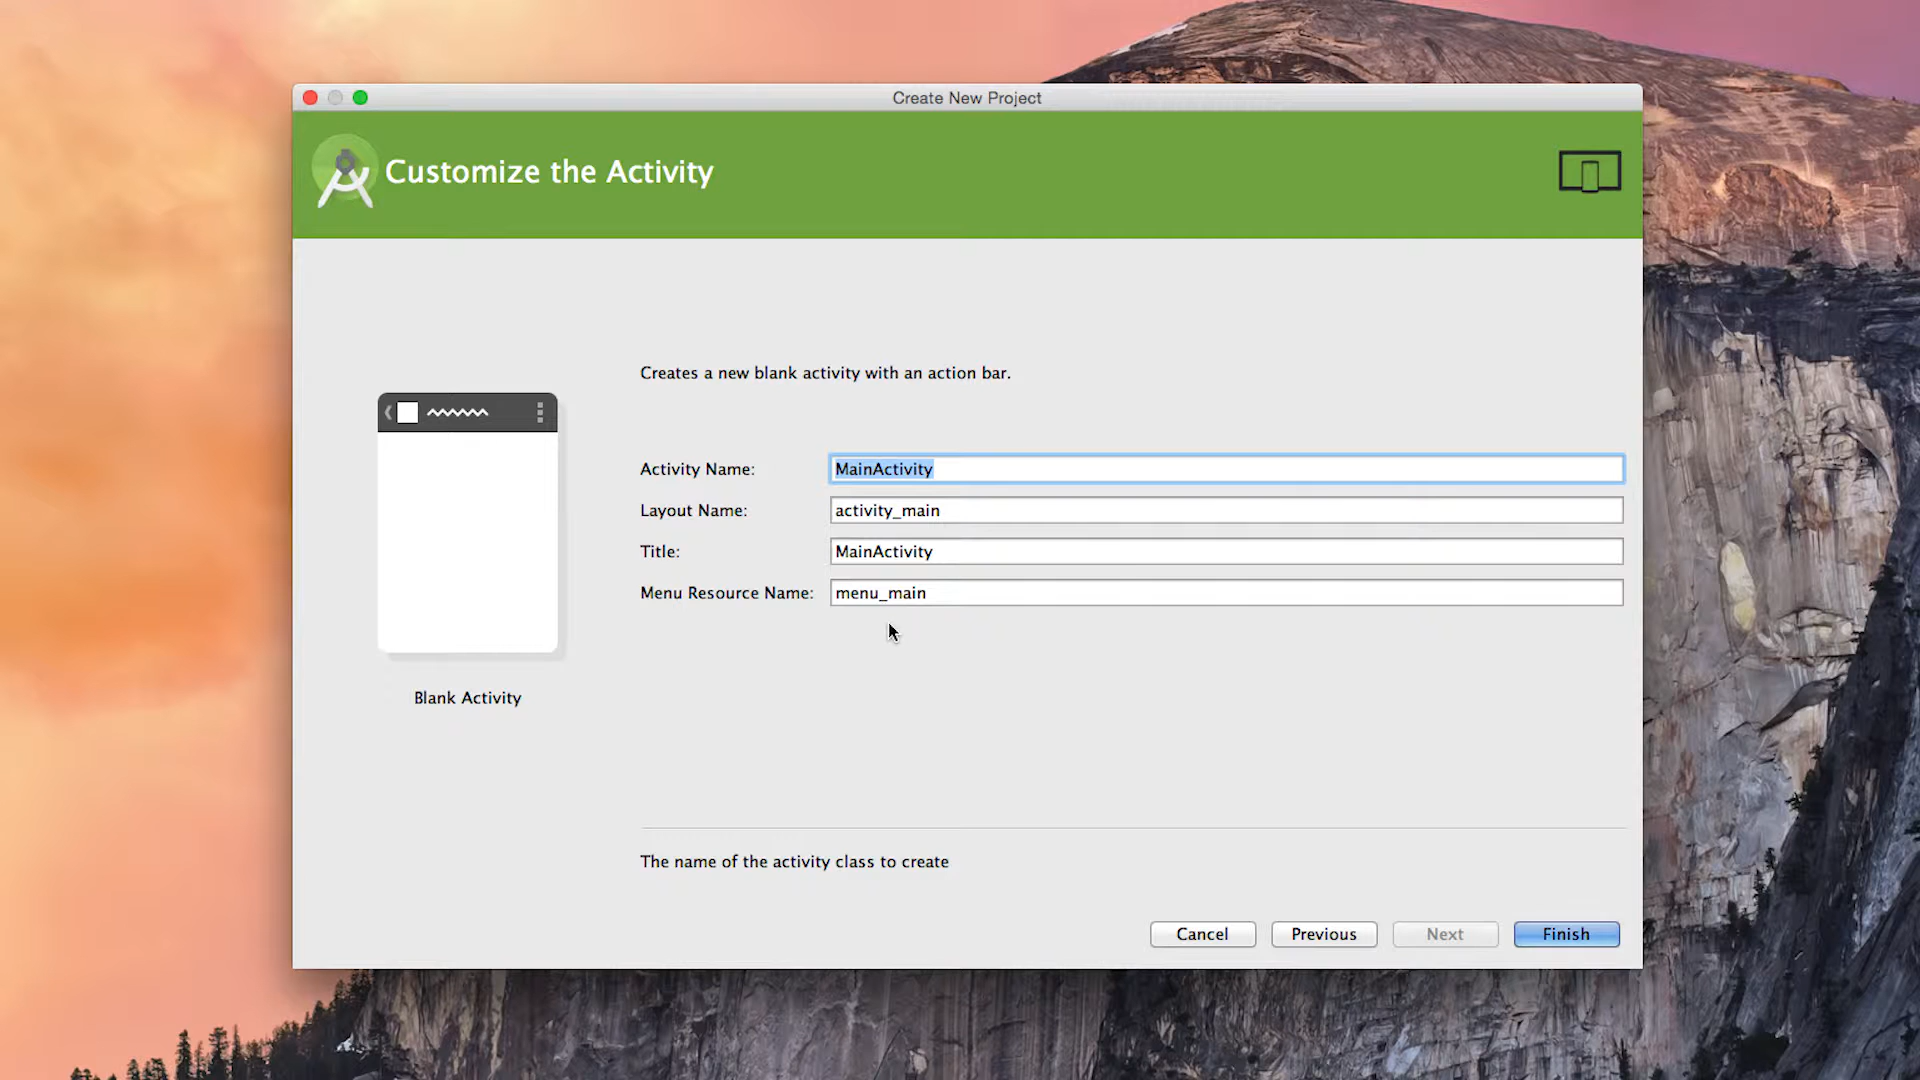 Create New Project
Customize the Activity
Creates a new blank activity with an action bar.
Activity Name: MainActivity
Layout Name: activity_main
Title: MainActivity
Menu Resource Name: menu_main
Blank Activity
The name of the activity class to create
Cancel Previous Next Finish